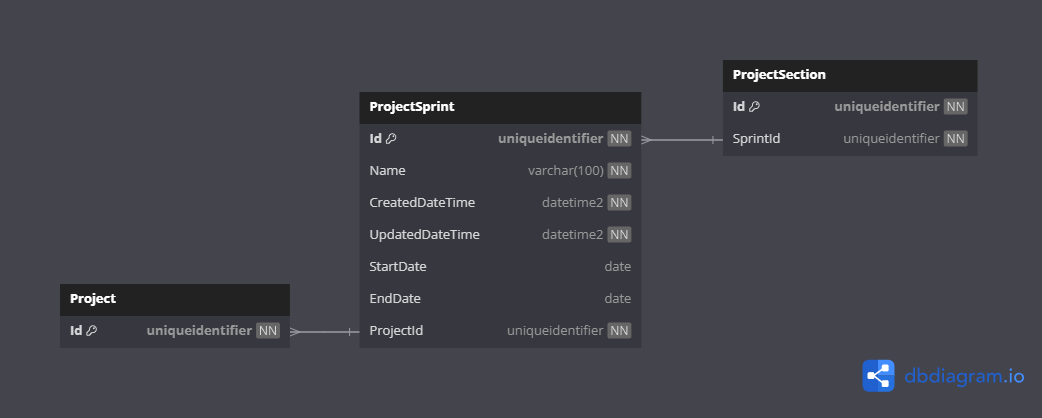 ProjectSection
Id uniqueidentifier NN
SprintId uniqueidentifier NN
ProjectSprint
Id uniqueidentifier NN
Name varchar(100) NN
CreatedDateTime datetime2 NN
UpdatedDateTime datetime2 NN
StartDate date
EndDate date
ProjectId uniqueidentifier NN
Project
Id uniqueidentifier NN
dbdiagram.io